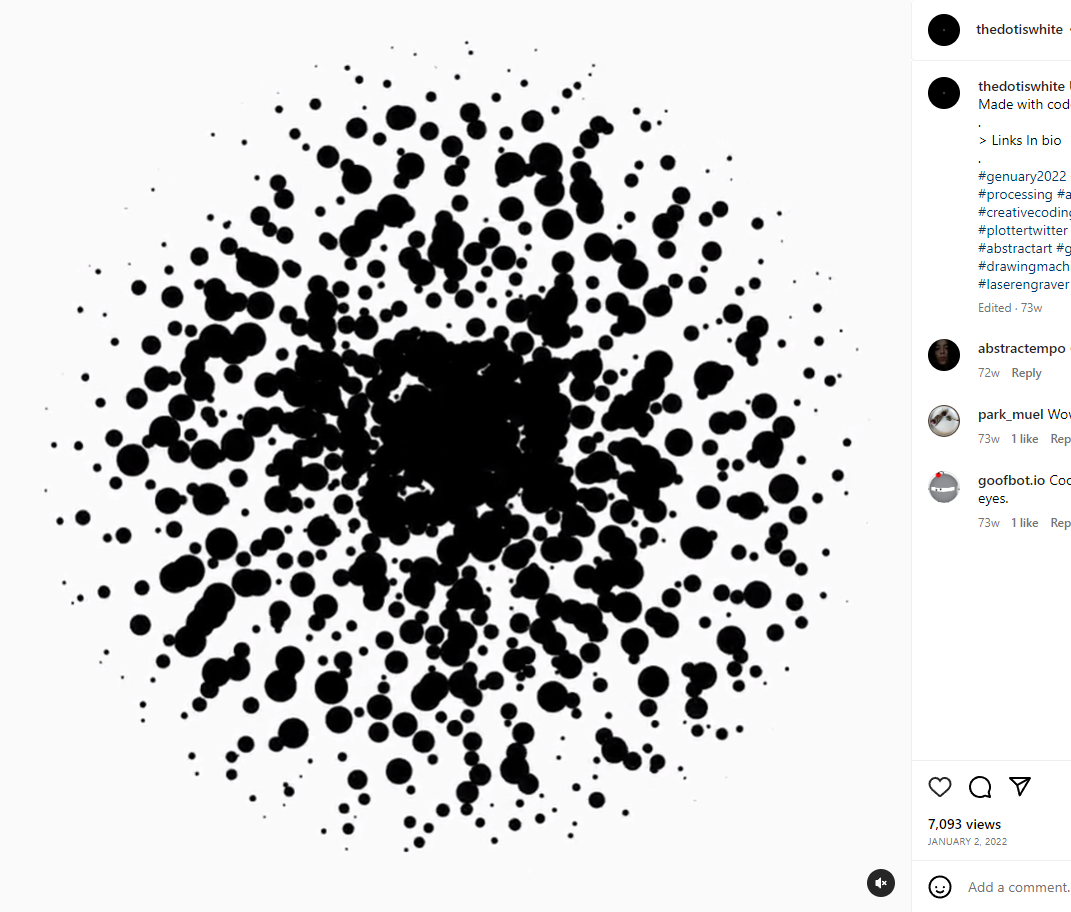 thedotiswhite
thedotiswhite
Made with cod
.
> Links In bio
.
#genuary2022
#processing #a
#creativecoding
#plottertwitter
#abstractart #g
#drawingmach
#laserengraver
Edited · 73w
abstractempo
72w Reply
park_muel Wow
73w 1 like Rep
goofbot.io Coo
eyes.
73w 1 like Rep
7,093 views
JANUARY 2, 2022
Add a comment.